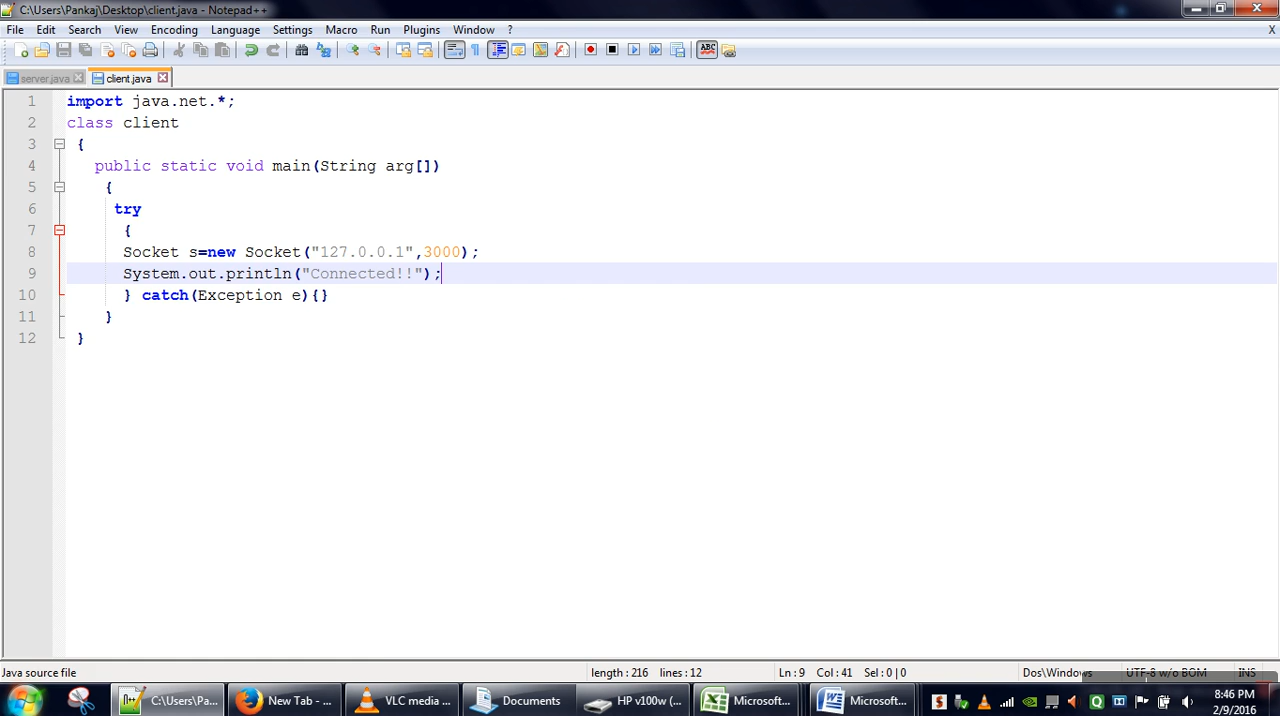 C:\Users\Pankaj\Desktop\client.java - Notepad++
File Edit Search View Encoding Language Settings Macro Run Plugins Window ? X
ABC
server.java client.java
1 import java.net.*;
2 class client
3 {
4 public static void main(String arg[])
5 {
6 try
7 {
8 Socket s=new Socket("127.0.0.1",3000);
9 System.out.println("Connected!!");
10 } catch(Exception e){}
11 }
12 }
Java source file length : 216 lines : 12 Ln : 9 Col : 41 Sel : 0 | 0 Dos\Windows UTF-8 w/o BOM INS
C:\Users\Pa... New Tab - ... VLC media ... Documents HP v100w (... Microsoft... Microsoft... 8:46 PM
2/9/2016